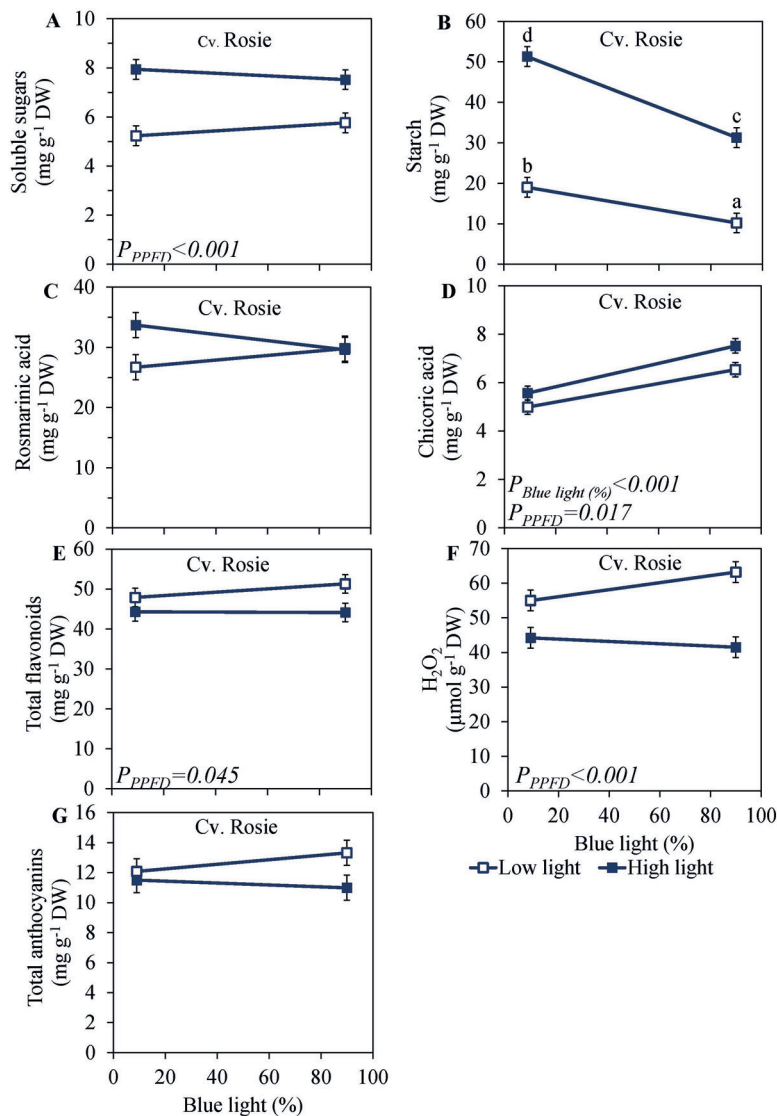 A
Cv. Rosie
Soluble sugars
(mg g-1 DW)
10
8
6
4
2
0
PPPFD<0.001
B
Cv. Rosie
Starch
(mg g-1 DW)
60
50
40
30
20
10
0
d
c
b
a
C
Cv. Rosie
Rosmarinic acid
(mg g-1 DW)
40
30
20
10
0
D
Cv. Rosie
Chicoric acid
(mg g-1 DW)
10
8
6
4
2
0
PBlue light (%)<0.001
PPPFD=0.017
E
Cv. Rosie
Total flavonoids
(mg g-1 DW)
60
50
40
30
20
10
0
PPPFD=0.045
F
Cv. Rosie
H2O2
(µmol g-1 DW)
70
60
50
40
30
20
10
0
PPPFD<0.001
0 20 40 60 80 100
Blue light (%)
Low light High light
G
Cv. Rosie
Total anthocyanins
(mg g-1 DW)
16
14
12
10
8
6
4
2
0
0 20 40 60 80 100
Blue light (%)